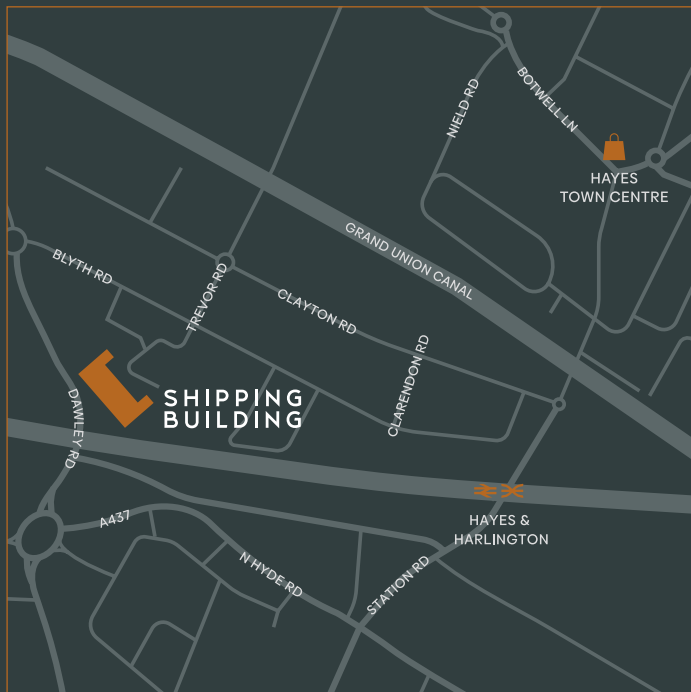 NIELD RD
BOTWELL LN
HAYES
TOWN CENTRE
GRAND UNION CANAL
BLYTH RD
TREVOR RD
CLAYTON RD
CLARENDON RD
SHIPPING
BUILDING
DAWLEY RD
HAYES &
HARLINGTON
A437
N HYDE RD
STATION RD